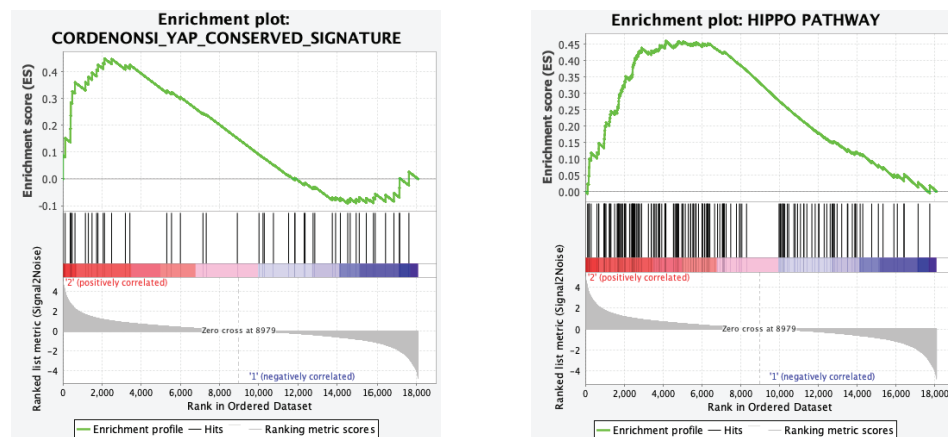 Enrichment plot:
CORDENONSI_YAP_CONSERVED_SIGNATURE
Enrichment score (ES)
0.4
0.3
0.2
0.1
0.0
-0.1
'2' (positively correlated)
Ranked list metric (Signal2Noise)
4
2
0
-2
-4
Zero cross at 8979
'1' (negatively correlated)
0 2,000 4,000 6,000 8,000 10,000 12,000 14,000 16,000 18,000
Rank in Ordered Dataset
Enrichment profile Hits Ranking metric scores
Enrichment plot: HIPPO PATHWAY
Enrichment score (ES)
0.45
0.40
0.35
0.30
0.25
0.20
0.15
0.10
0.05
0.00
'2' (positively correlated)
Ranked list metric (Signal2Noise)
4
2
0
-2
-4
Zero cross at 8979
'1' (negatively correlated)
0 2,000 4,000 6,000 8,000 10,000 12,000 14,000 16,000 18,000
Rank in Ordered Dataset
Enrichment profile Hits Ranking metric scores